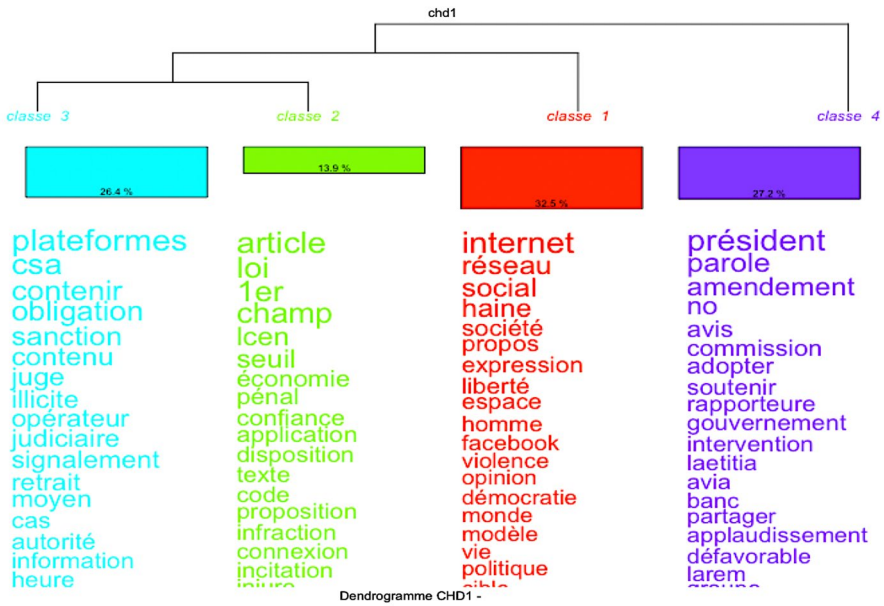 chd1
classe 3
classe 2
classe 1
classe 4
26.4 %
13.9 %
32.5 %
27.2 %
plateformes
csa
contenir
obligation
sanction
contenu
juge
illicite
opérateur
judiciaire
signalement
retrait
moyen
cas
autorité
information
heure
article
loi
1er
champ
lcen
seuil
économie
pénal
confiance
application
disposition
texte
code
proposition
infraction
connexion
incitation
injure
internet
réseau
social
haine
société
propos
expression
liberté
espace
homme
facebook
violence
opinion
démocratie
monde
modèle
vie
politique
cible
président
parole
amendement
no
avis
commission
adopter
soutenir
rapporteure
gouvernement
intervention
laetitia
avia
banc
partager
applaudissement
défavorable
larem
groupe
Dendrogramme CHD1 -